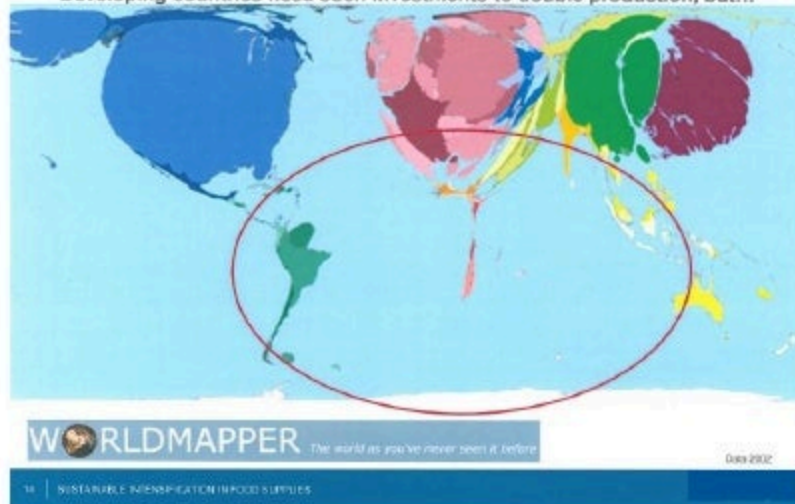 Developing countries need such investments to double production, but...
WORLDMAPPER The world as you've never seen it before
Data 2002
14 SUSTAINABLE INTENSIFICATION IN FOOD SUPPLIES